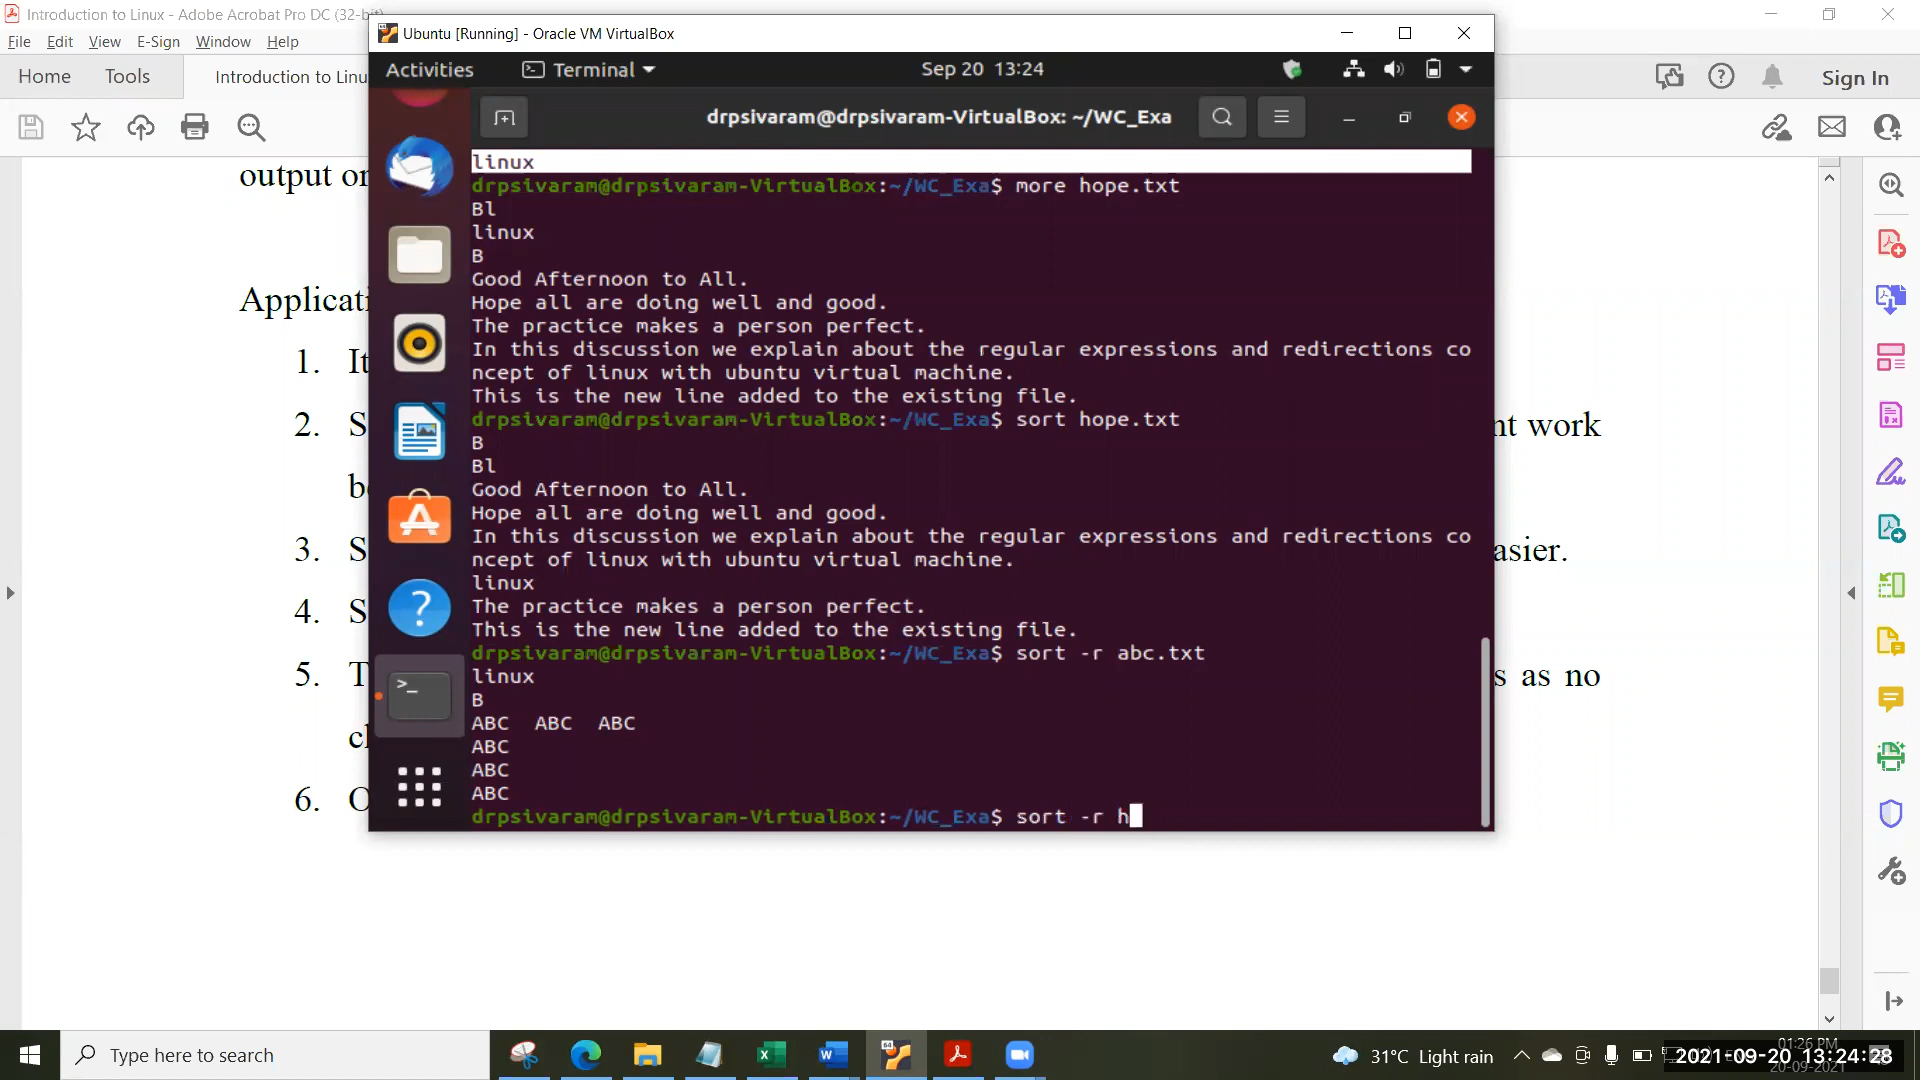 Introduction to Linux - Adobe Acrobat Pro DC (32-bit)
File Edit View E-Sign Window Help
Home Tools Introduction to Linu
Sign In
output or
Applicati
1. It
2. S
nt work
be
3. S
asier.
4. S
5. T
s as no
cl
6. O
Ubuntu [Running] - Oracle VM VirtualBox
Activities Terminal Sep 20 13:24
drpsivaram@drpsivaram-VirtualBox: ~/WC_Exa
linux
drpsivaram@drpsivaram-VirtualBox:~/WC_Exa$ more hope.txt
Bl
linux
B
Good Afternoon to All.
Hope all are doing well and good.
The practice makes a person perfect.
In this discussion we explain about the regular expressions and redirections co
ncept of linux with ubuntu virtual machine.
This is the new line added to the existing file.
drpsivaram@drpsivaram-VirtualBox:~/WC_Exa$ sort hope.txt
B
Bl
Good Afternoon to All.
Hope all are doing well and good.
In this discussion we explain about the regular expressions and redirections co
ncept of linux with ubuntu virtual machine.
linux
The practice makes a person perfect.
This is the new line added to the existing file.
drpsivaram@drpsivaram-VirtualBox:~/WC_Exa$ sort -r abc.txt
linux
B
ABC ABC ABC
ABC
ABC
ABC
drpsivaram@drpsivaram-VirtualBox:~/WC_Exa$ sort -r h
Type here to search
31°C Light rain
01:26 PM
2021-09-20 13:24:28
20-09-2021